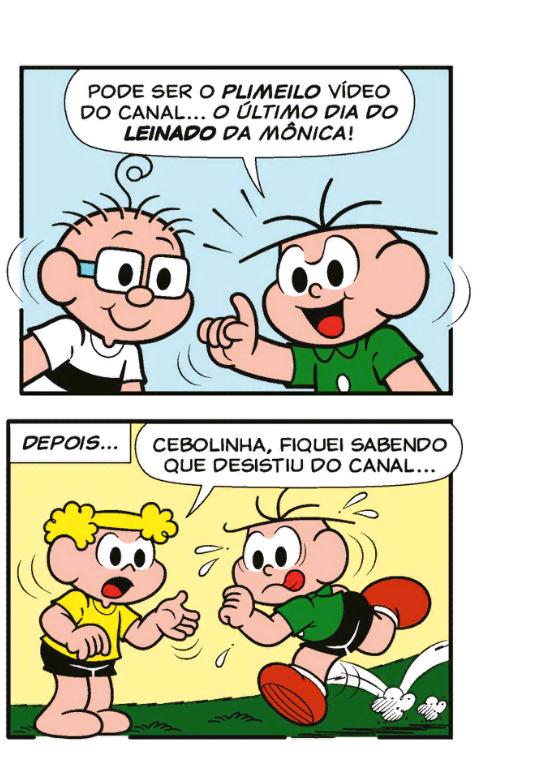 PODE SER O PLIMEILO VÍDEO
DO CANAL... O ÚLTIMO DIA DO
LEINADO DA MÔNICA!
DEPOIS...
CEBOLINHA, FIQUEI SABENDO
QUE DESISTIU DO CANAL...